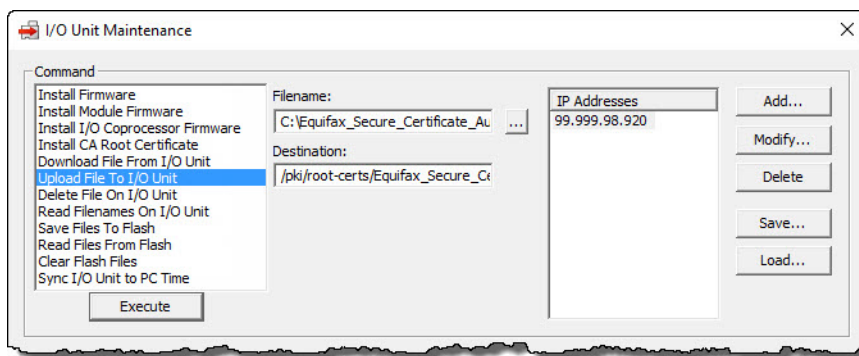 I/O Unit Maintenance
Command
Install Firmware
Install Module Firmware
Install I/O Coprocessor Firmware
Install CA Root Certificate
Download File From I/O Unit
Upload File To I/O Unit
Delete File On I/O Unit
Read Filenames On I/O Unit
Save Files To Flash
Read Files From Flash
Clear Flash Files
Sync I/O Unit to PC Time
Execute
Filename:
C:\Equifax_Secure_Certificate_Au
...
Destination:
/pki/root-certs/Equifax_Secure_Ce
IP Addresses
99.999.98.920
Add...
Modify...
Delete
Save...
Load...